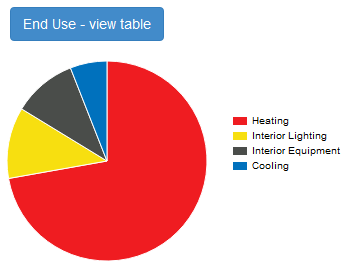 End Use - view table
Heating
Interior Lighting
Interior Equipment
Cooling